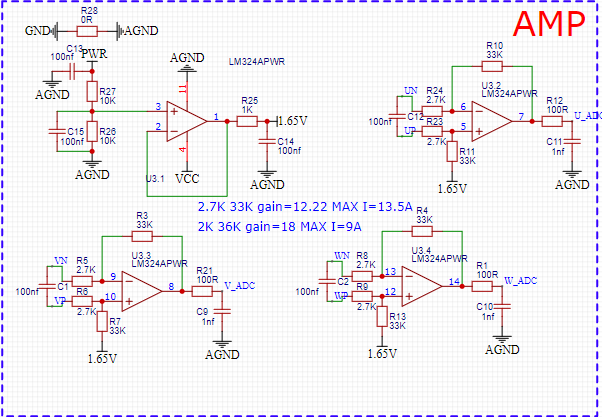 AMP
R28
0R
GND
AGND
C13
100nf
PWR
AGND
R27
10K
C15
100nf
R26
10K
AGND
AGND
LM324APWR
11
3
2
1
4
VCC
U3.1
R25
1K
1.65V
C14
100nf
AGND
R10
33K
U3.2
LM324APWR
UN
R24
2.7K
6
C12
100nf
UP
R23
2.7K
5
7
R12
100R
U_ADC
C11
1nf
AGND
R11
33K
1.65V
2.7K 33K gain=12.22 MAX I=13.5A
2K 36K gain=18 MAX I=9A
R3
33K
U3.3
LM324APWR
VN
R5
2.7K
9
C1
100nf
VP
R6
2.7K
10
8
R21
100R
V_ADC
C9
1nf
AGND
R7
33K
1.65V
R4
33K
U3.4
LM324APWR
WN
R8
2.7K
13
C2
100nf
WP
R9
2.7K
12
14
R1
100R
W_ADC
C10
1nf
AGND
R13
33K
1.65V